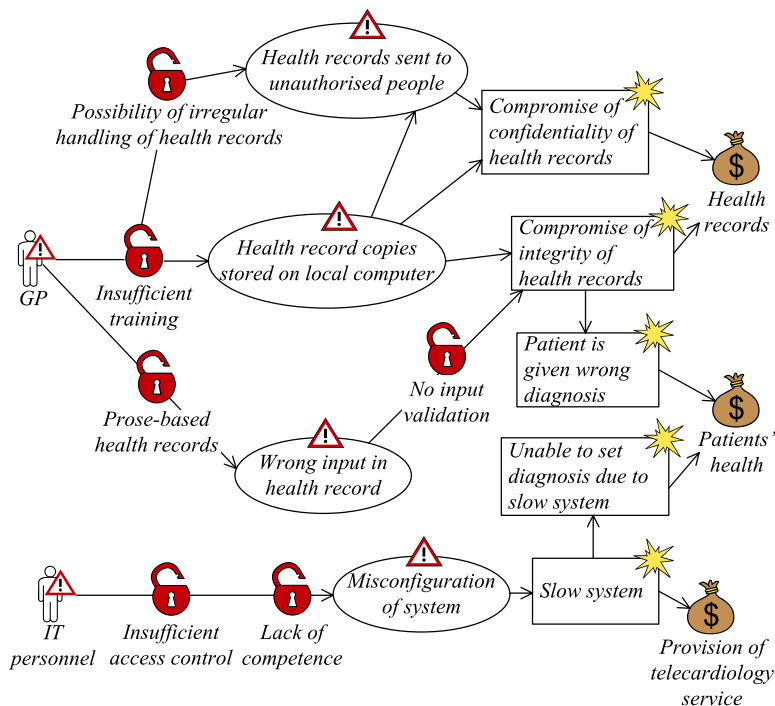 Health records sent to
unauthorised people
Possibility of irregular
handling of health records
Compromise of
confidentiality of
health records
$
Health
records
GP
Insufficient
training
Health record copies
stored on local computer
Compromise of
integrity of
health records
No input
validation
Patient is
given wrong
diagnosis
$
Patients’
health
Prose-based
health records
Wrong input in
health record
Unable to set
diagnosis due to
slow system
IT
personnel
Insufficient
access control
Lack of
competence
Misconfiguration
of system
Slow system
$
Provision of
telecardiology
service